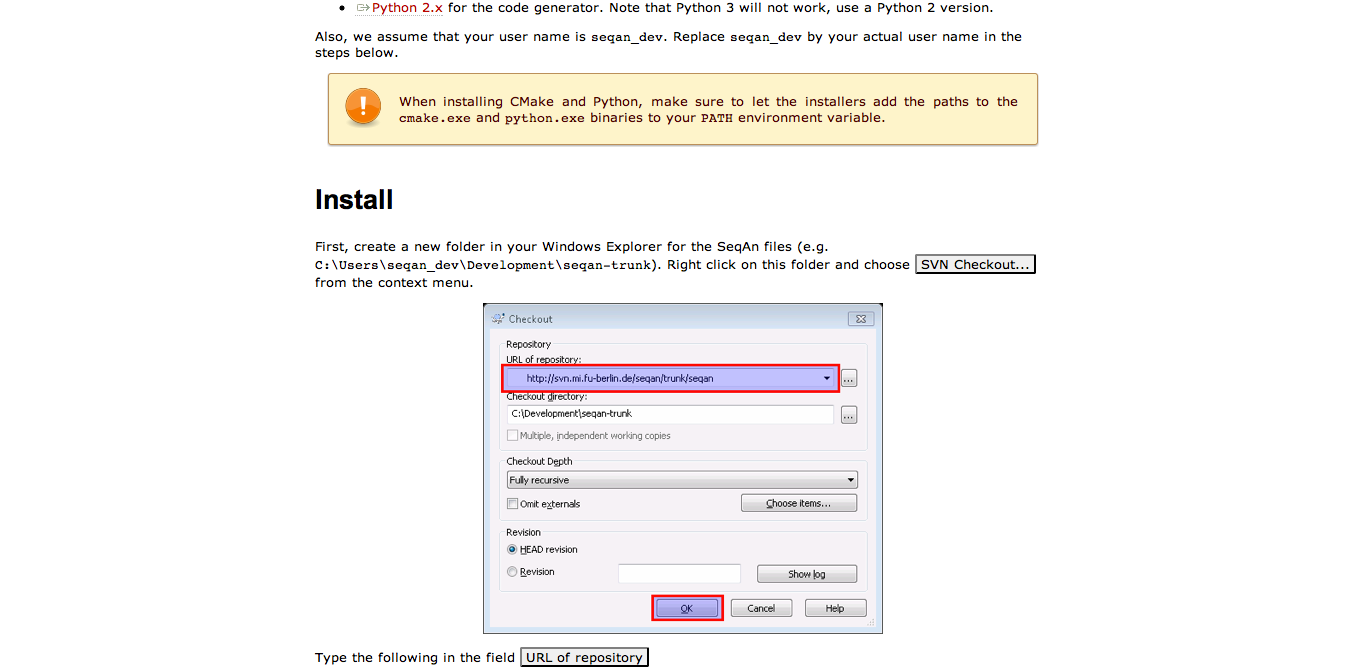 Python 2.x for the code generator. Note that Python 3 will not work, use a Python 2 version.
Also, we assume that your user name is seqan_dev. Replace seqan_dev by your actual user name in the
steps below.
When installing CMake and Python, make sure to let the installers add the paths to the
cmake.exe and python.exe binaries to your PATH environment variable.
Install
First, create a new folder in your Windows Explorer for the SeqAn files (e.g.
C:\Users\seqan_dev\Development\seqan-trunk). Right click on this folder and choose SVN Checkout...
from the context menu.
Checkout
Repository
URL of repository:
http://svn.mi.fu-berlin.de/seqan/trunk/seqan
...
Checkout directory:
C:\Development\seqan-trunk
...
Multiple, independent working copies
Checkout Depth
Fully recursive
Omit externals
Choose items...
Revision
HEAD revision
Revision
Show log
OK
Cancel
Help
Type the following in the field URL of repository